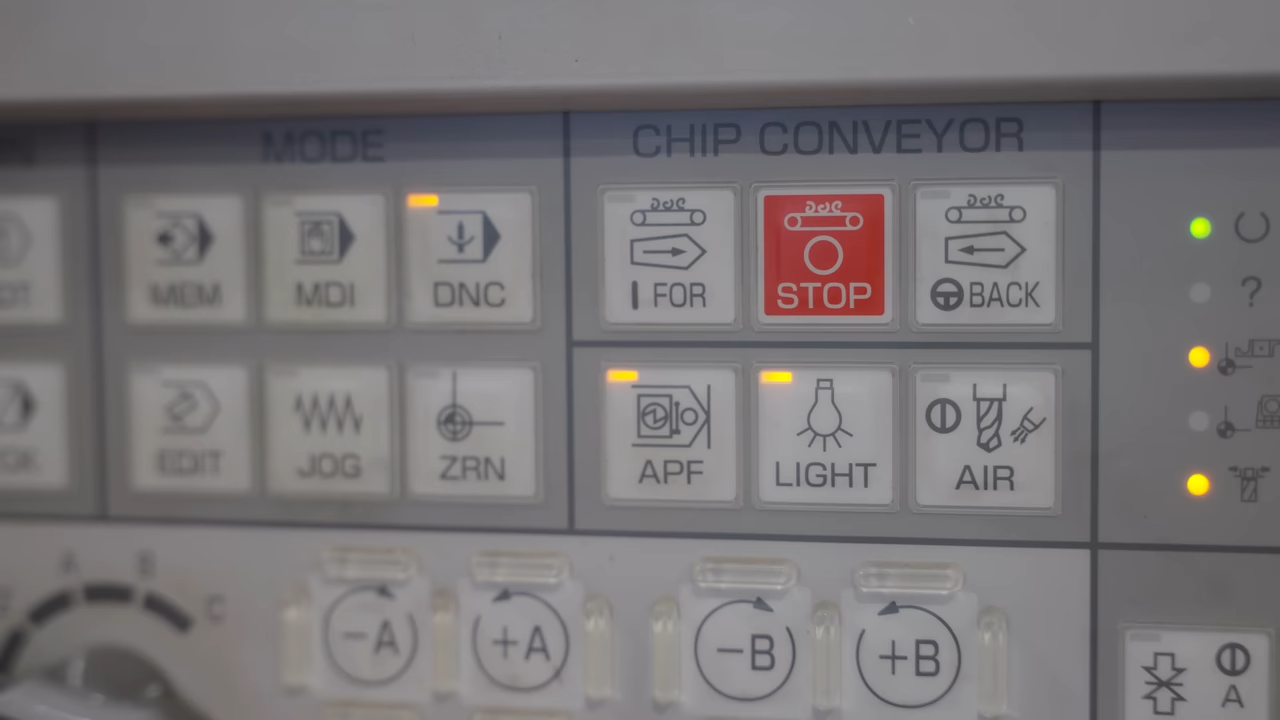 MODE
CHIP CONVEYOR
MEM
MDI
DNC
FOR
STOP
BACK
?
EDIT
JOG
ZRN
APF
LIGHT
AIR
A
B
C
-A
+A
-B
+B
A